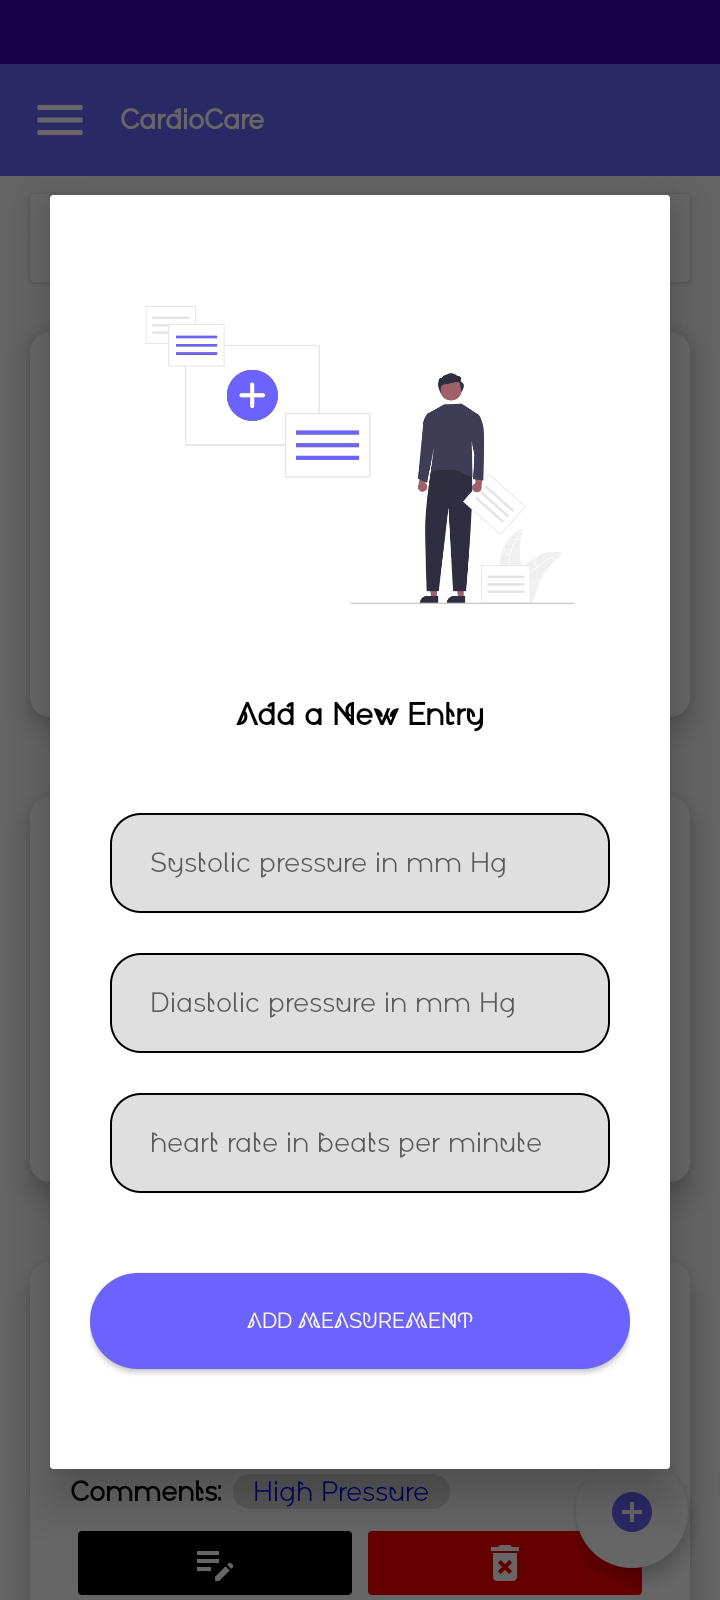 CardioCare
Add a New Entry
Systolic pressure in mm Hg
Diastolic pressure in mm Hg
heart rate in beats per minute
ADD MEASUREMENT
Comments: High Pressure